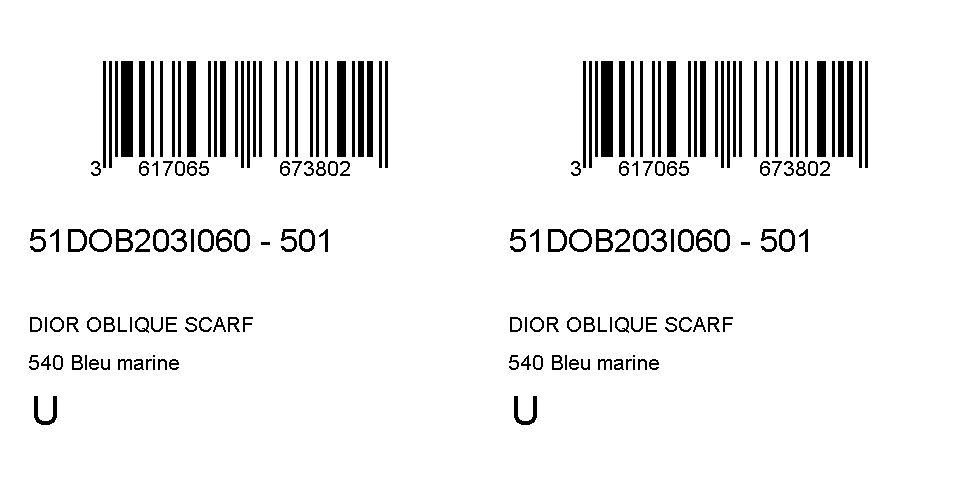 3 617065 673802
51DOB203I060 - 501
DIOR OBLIQUE SCARF
540 Bleu marine
U
3 617065 673802
51DOB203I060 - 501
DIOR OBLIQUE SCARF
540 Bleu marine
U